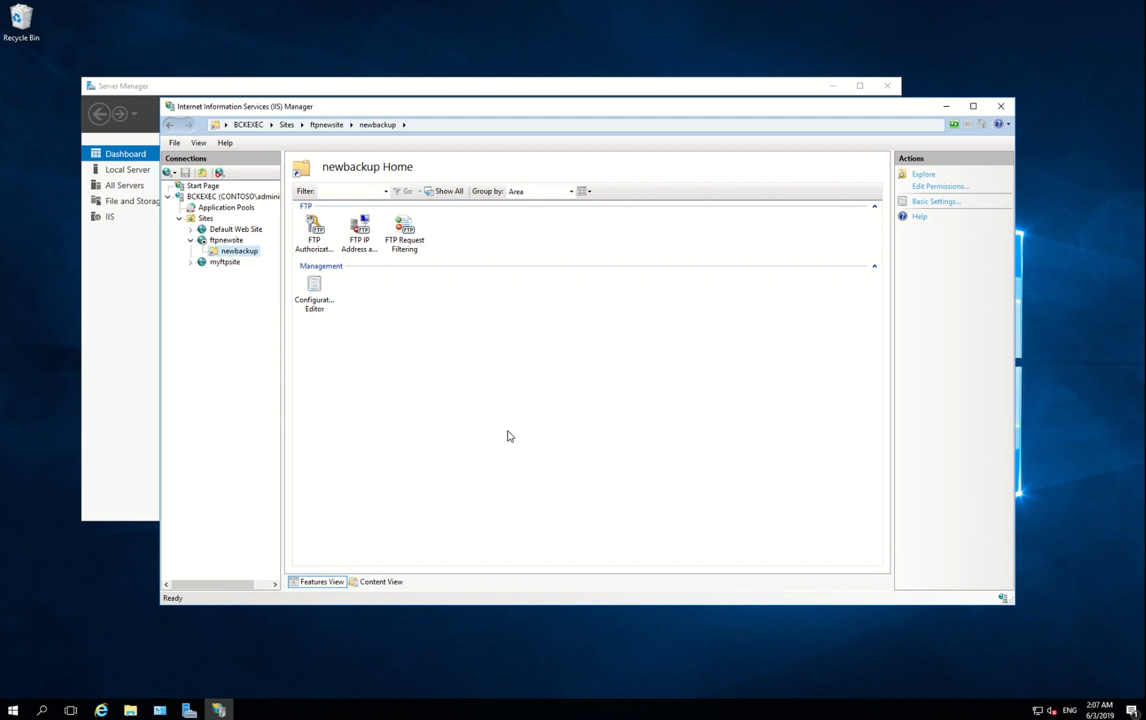 Recycle Bin
Server Manager
Dashboard
Local Server
All Servers
File and Storag
IIS
Internet Information Services (IIS) Manager
BCKEXEC
Sites
ftpnewsite
newbackup
File
View
Help
Connections
Start Page
BCKEXEC (CONTOSO\admini
Application Pools
Sites
Default Web Site
ftpnewsite
newbackup
myftpsite
newbackup Home
Filter:
Go
Show All
Group by:
Area
FTP
FTP
Authorizat...
FTP IP
Address a...
FTP Request
Filtering
Management
Configurat...
Editor
Features View
Content View
Actions
Explore
Edit Permissions...
Basic Settings...
Help
Ready
ENG
2:07 AM
6/3/2019